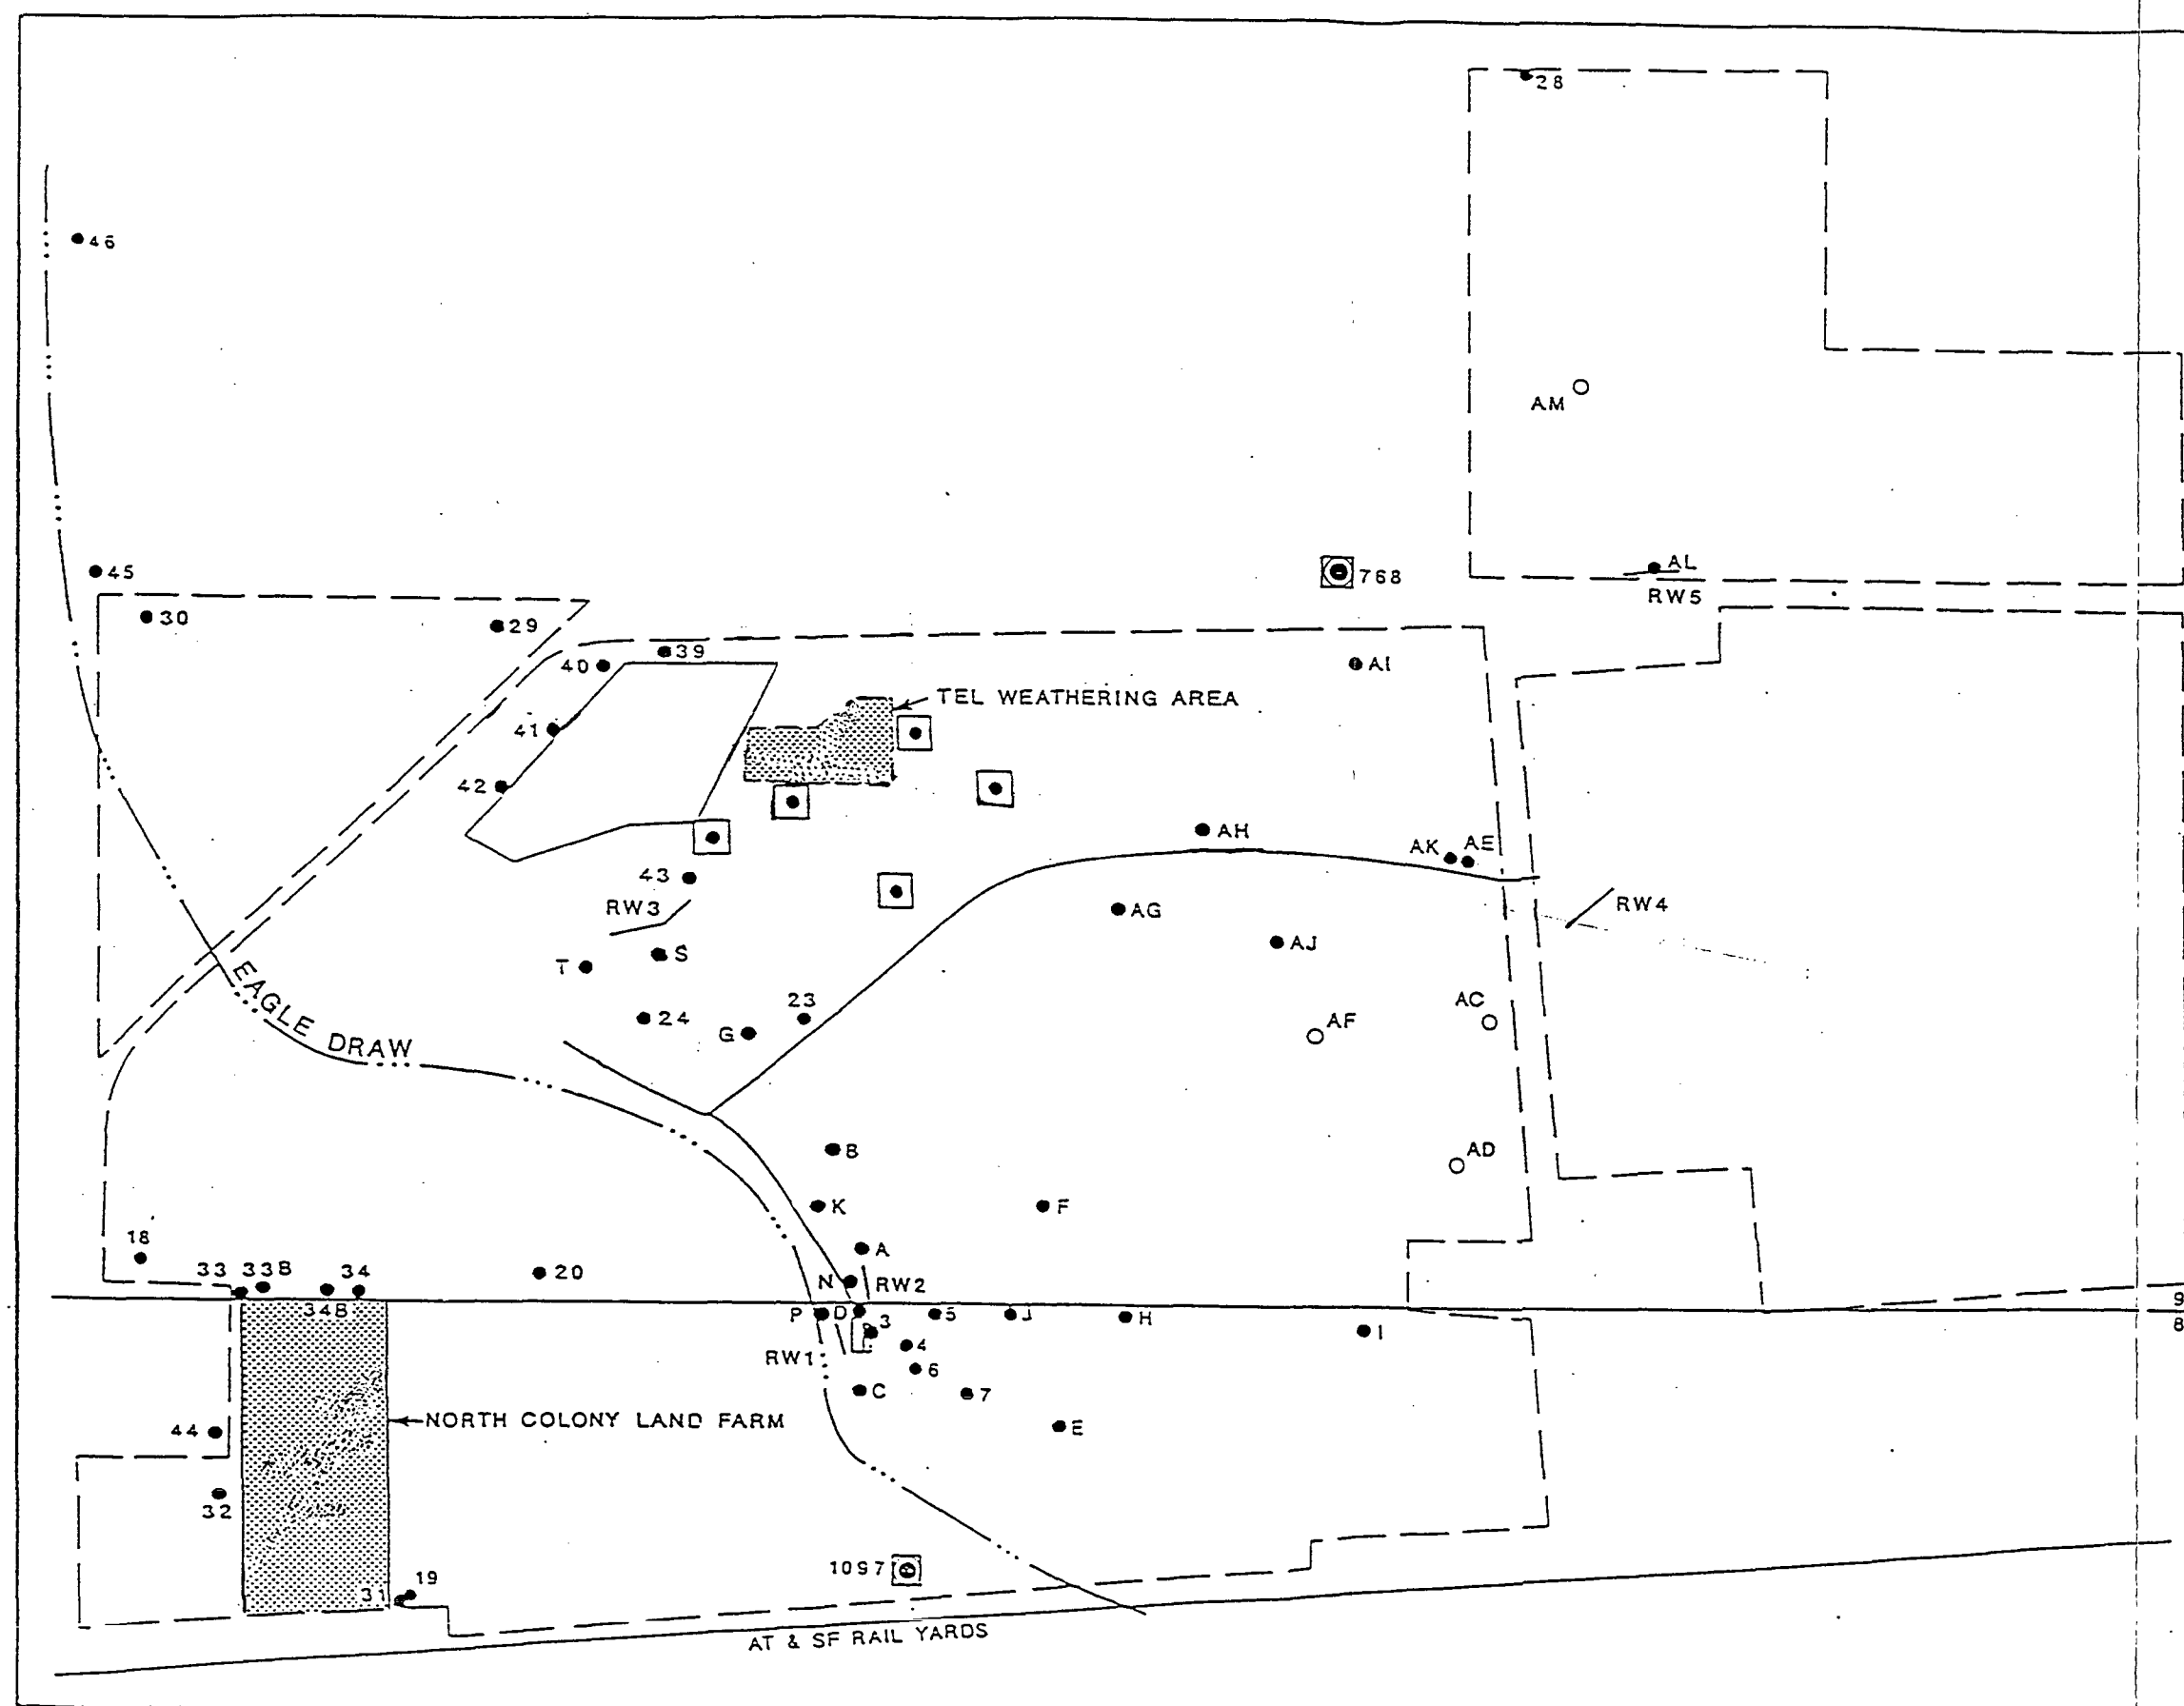 28
46
AM
768
AL
RW5
45
30
29
40
39
AI
TEL WEATHERING AREA
41
42
AH
AK
AE
43
RW3
AG
RW4
AJ
S
T
EAGLE DRAW
24
23
G
AF
AC
B
AD
K
F
A
18
33
33B
34
34B
20
N
RW2
P
D
5
J
H
I
3
4
RW1
6
C
7
E
9
8
44
NORTH COLONY LAND FARM
32
1097
19
31
AT & SF RAIL YARDS